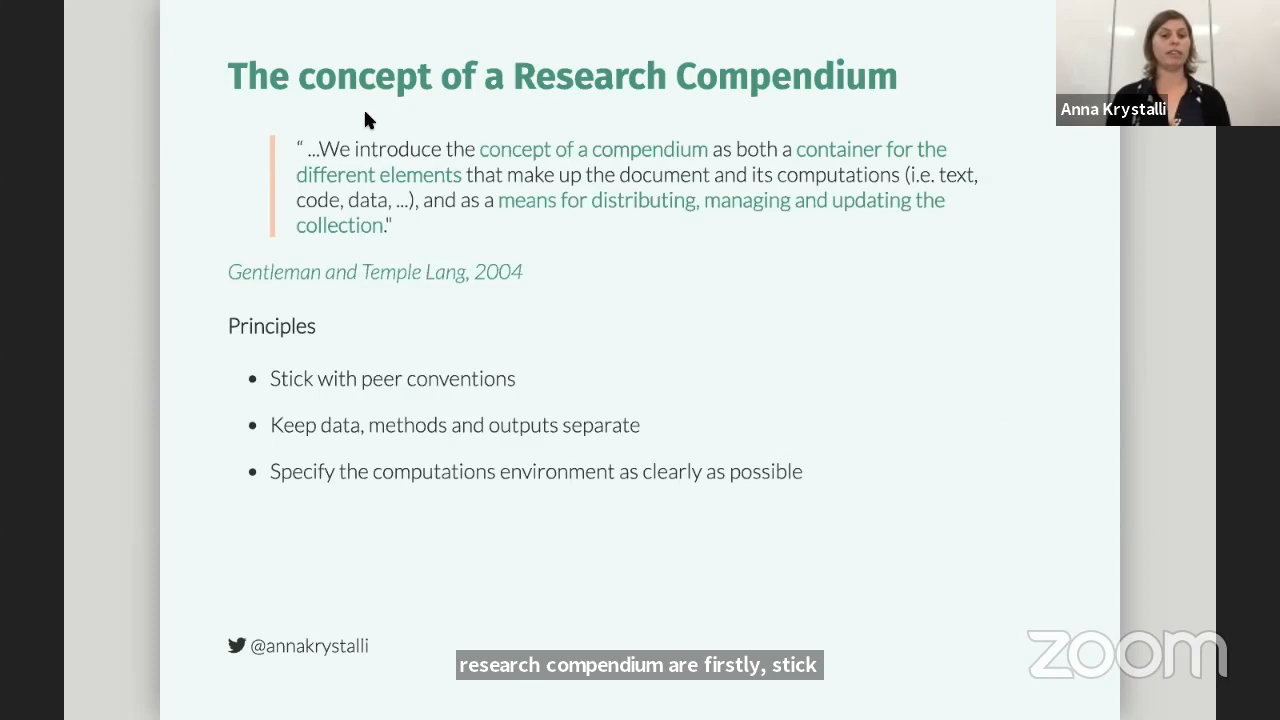 The concept of a Research Compendium
Anna Krystalli
“ ...We introduce the concept of a compendium as both a container for the
different elements that make up the document and its computations (i.e. text,
code, data, ...), and as a means for distributing, managing and updating the
collection."
Gentleman and Temple Lang, 2004
Principles
• Stick with peer conventions
• Keep data, methods and outputs separate
• Specify the computations environment as clearly as possible
@annakrystalli
research compendium are firstly, stick
zoom